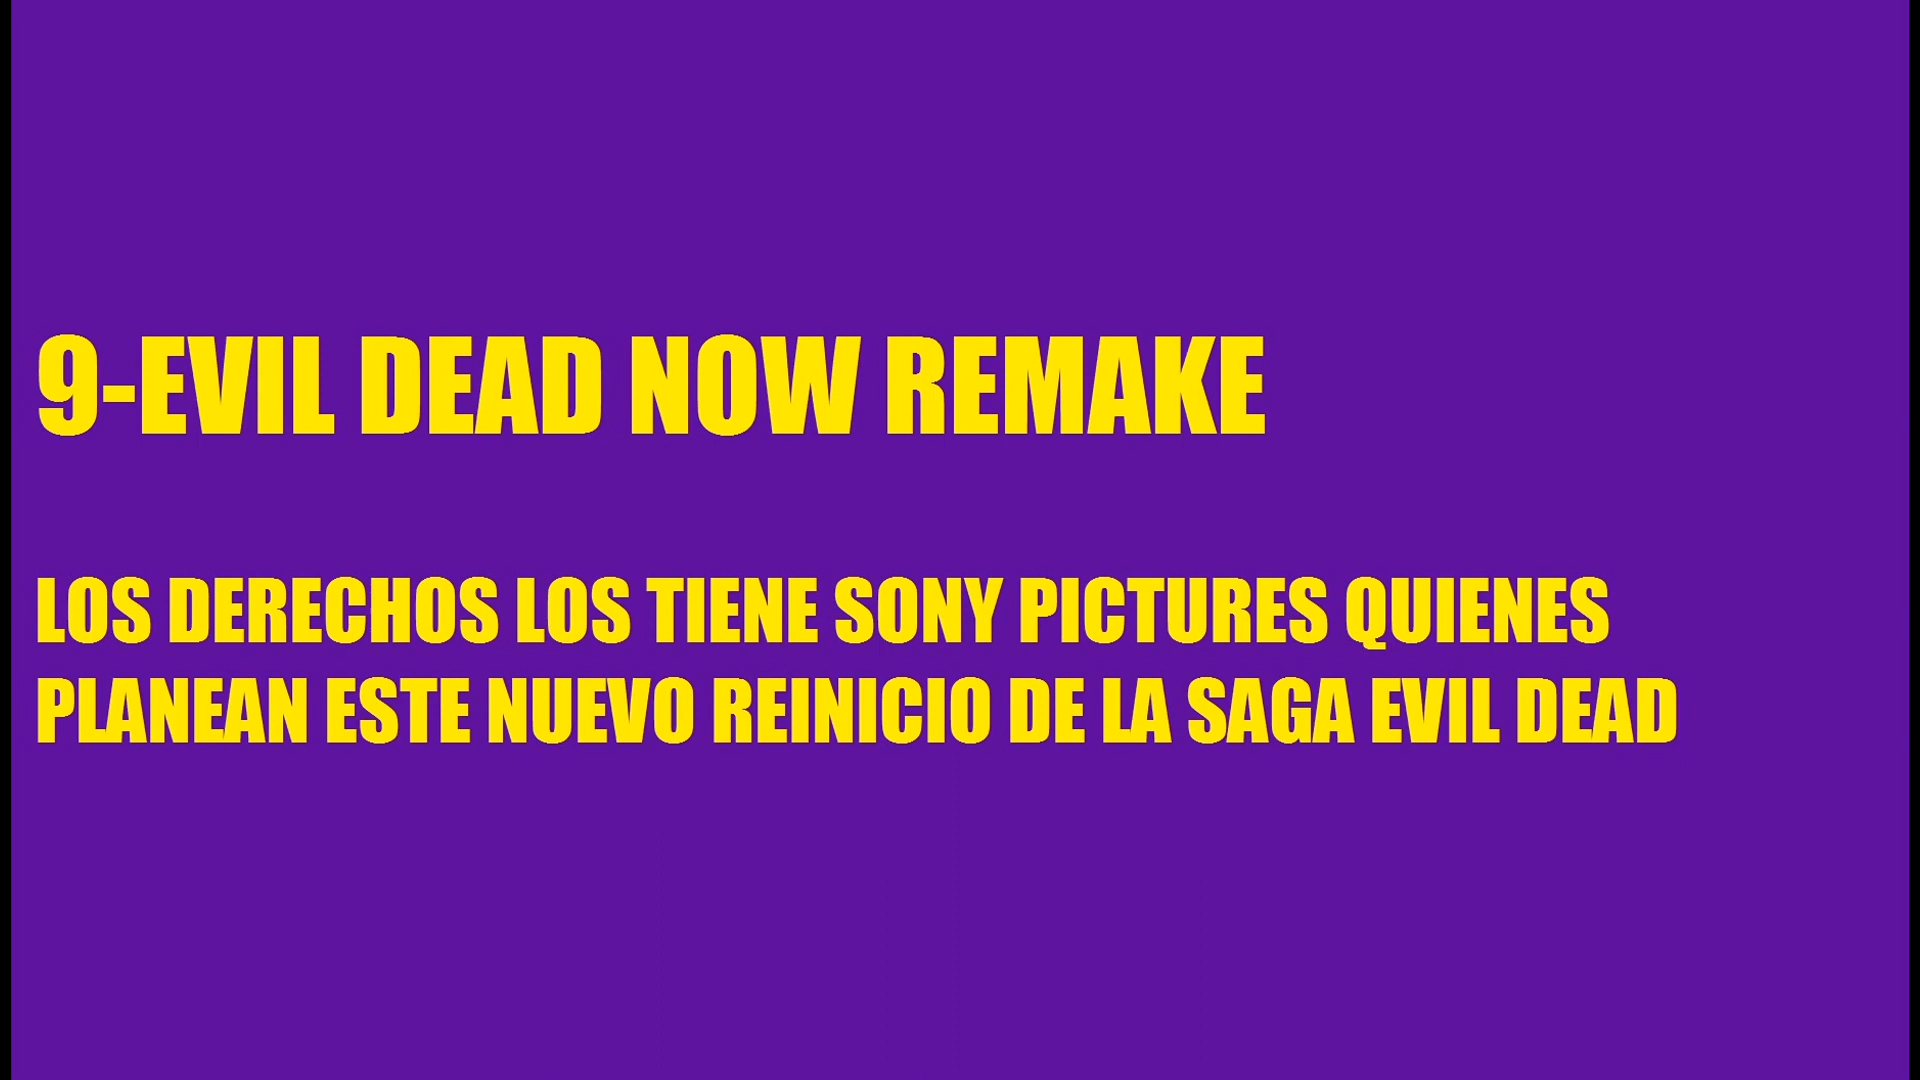 9-EVIL DEAD NOW REMAKE
LOS DERECHOS LOS TIENE SONY PICTURES QUIENES
PLANEAN ESTE NUEVO REINICIO DE LA SAGA EVIL DEAD